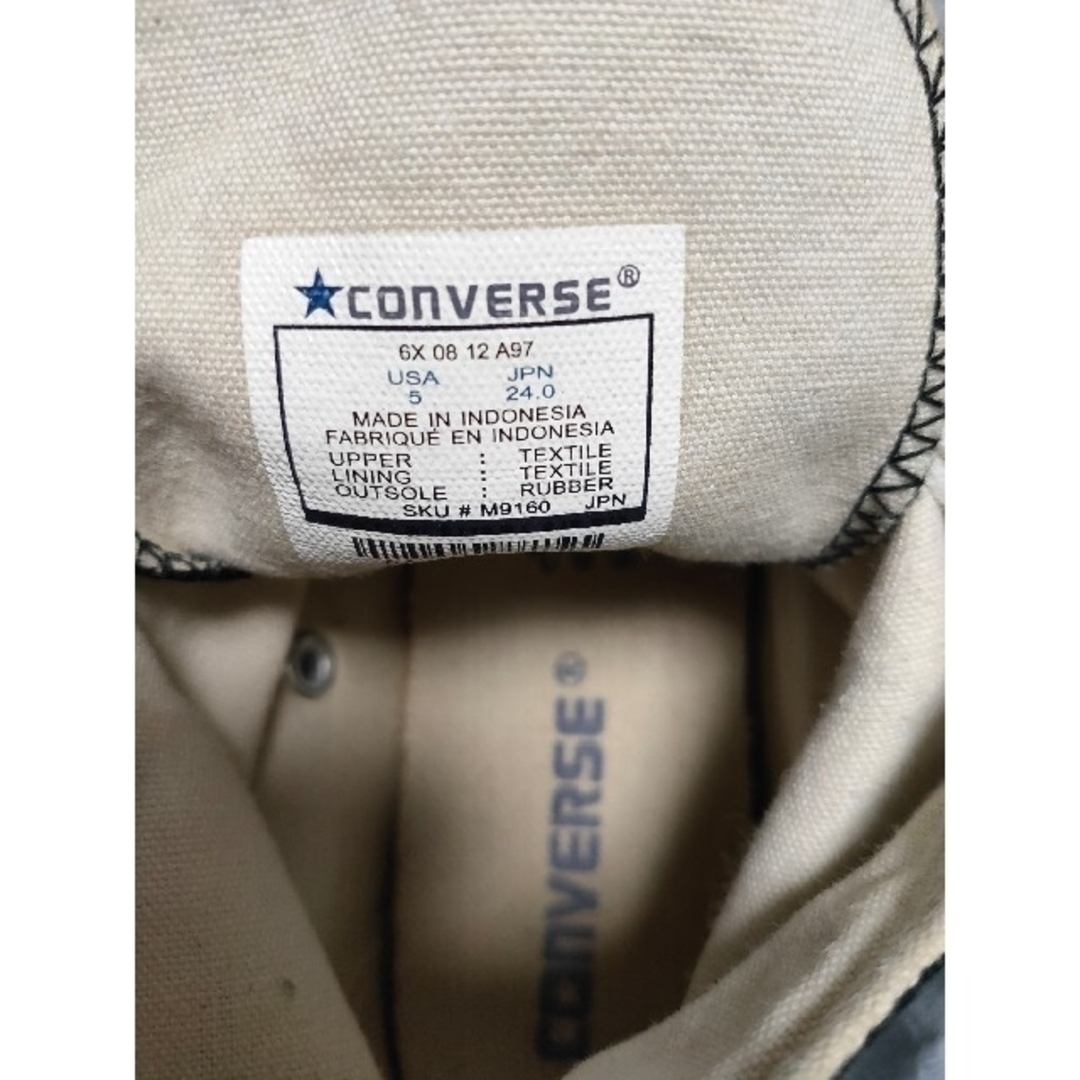 ★CONVERSE®
6X 08 12 A97
USA JPN
5 24.0
MADE IN INDONESIA
FABRIQUÉ EN INDONESIA
UPPER : TEXTILE
LINING : TEXTILE
OUTSOLE : RUBBER
SKU # M9160 JPN
CONVERSE®